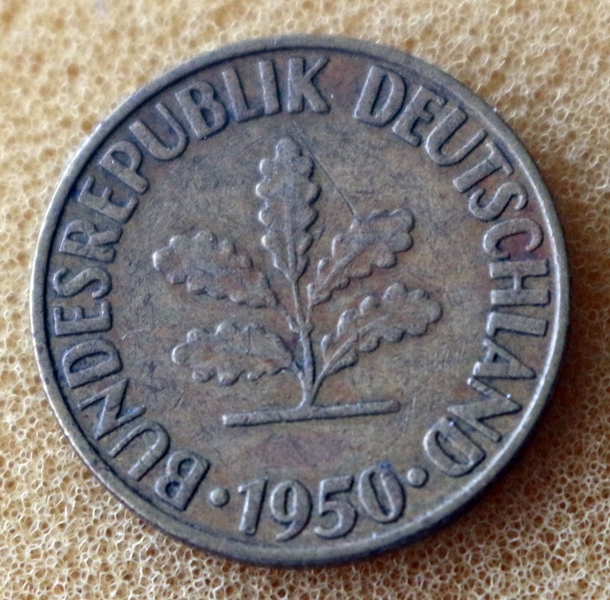 BUNDESREPUBLIK DEUTSCHLAND
· 1950 ·